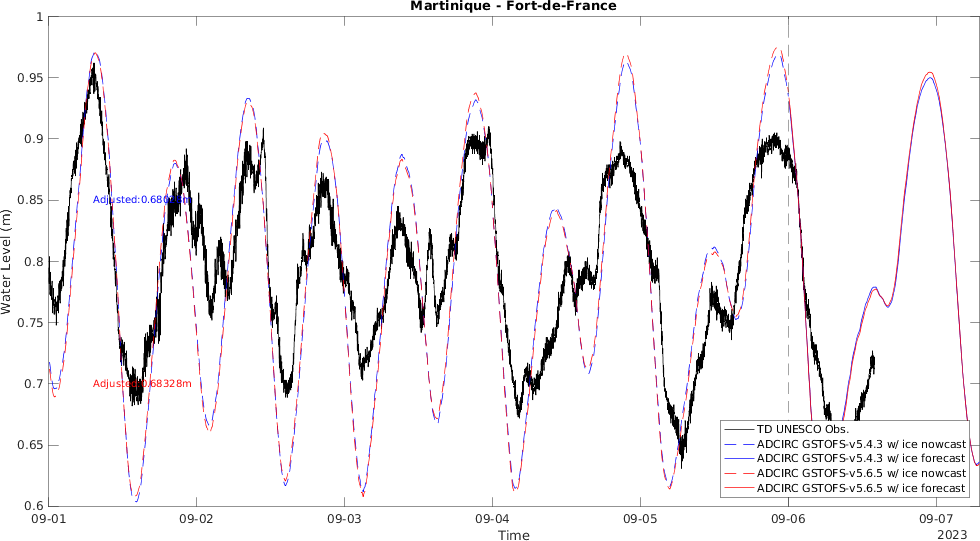 Martinique - Fort-de-France
Water Level (m)
1
0.95
0.9
0.85
0.8
0.75
0.7
0.65
0.6
Adjusted:0.68328m
09-01
09-02
09-03
09-04
09-05
09-06
09-07
Time
2023
TD UNESCO Obs.
ADCIRC GSTOFS-v5.4.3 w/ ice nowcast
ADCIRC GSTOFS-v5.4.3 w/ ice forecast
ADCIRC GSTOFS-v5.6.5 w/ ice nowcast
ADCIRC GSTOFS-v5.6.5 w/ ice forecast